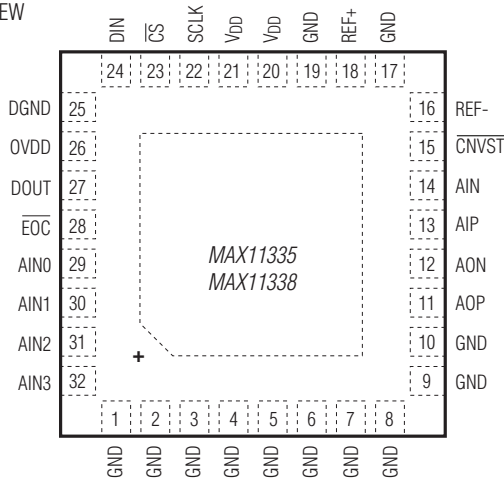 EW
DIN CS SCLK VDD VDD GND REF+ GND
24 23 22 21 20 19 18 17
DGND 25 16 REF-
OVDD 26 15 CNVST
DOUT 27 14 AIN
EOC 28 13 AIP
AIN0 29 12 AON
AIN1 30 11 AOP
AIN2 31 10 GND
AIN3 32 9 GND
MAX11335
MAX11338
+
1 2 3 4 5 6 7 8
GND GND GND GND GND GND GND GND